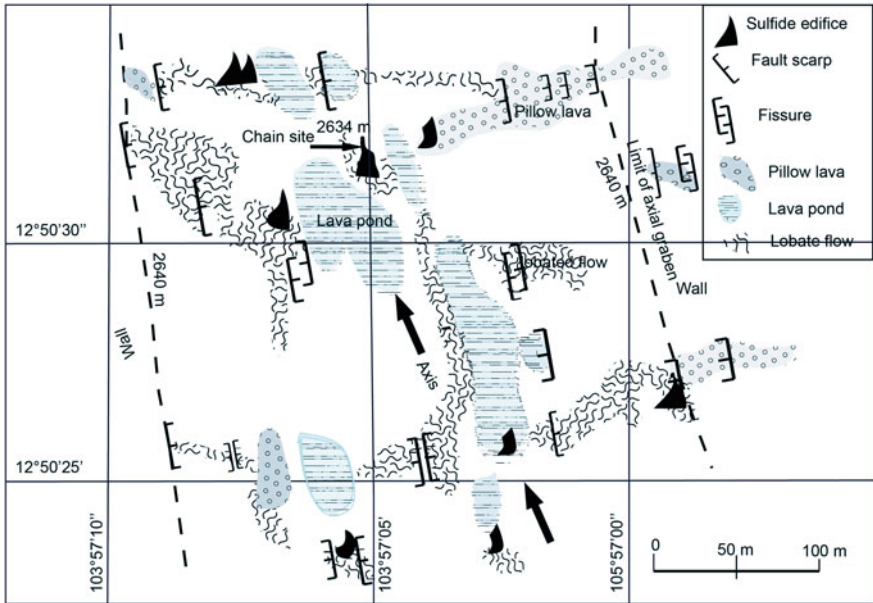 Sulfide edifice
Fault scarp
Fissure
Pillow lava
Lava pond
Lobate flow
Chain site
2634 m
Pillow lava
2640 m
Limit of axial graben
Wall
12°50'30"
Lava pond
Lobated flow
2640 m
Wall
Axis
12°50'25'
103°57'10"
103°57'05"
105°57'00"
0 50 m 100 m